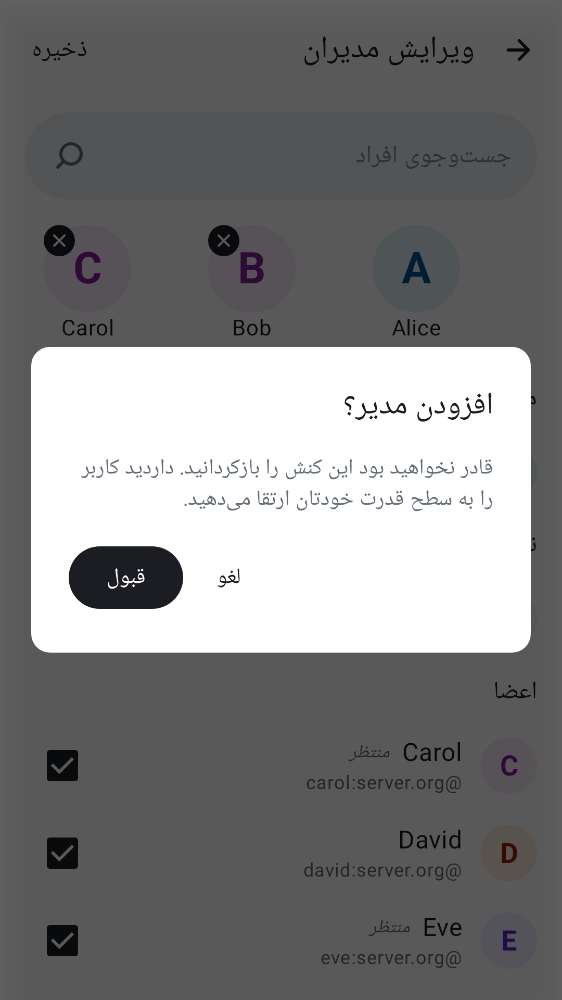 ویرایش مدیران
ذخیره
جست‌وجوی افراد
A
B
C
Alice
Bob
Carol
افزودن مدیر؟
قادر نخواهید بود این کنش را بازکردانید. داردید کاربر
را به سطح قدرت خودتان ارتقا می‌دهید.
لغو
قبول
اعضا
C
Carol منتظر
@carol:server.org
D
David
@david:server.org
E
Eve منتظر
@eve:server.org